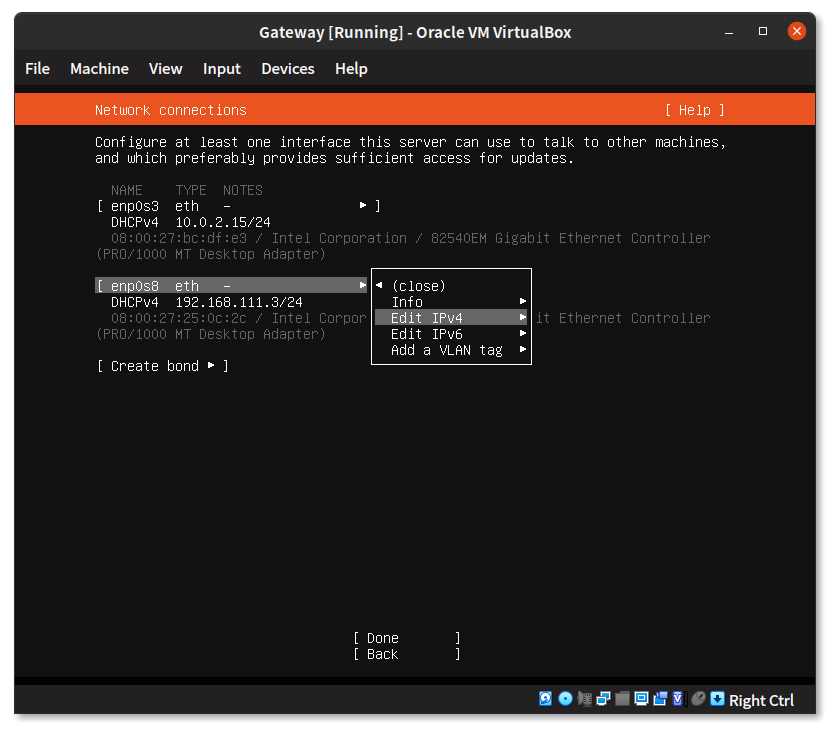 Gateway [Running] - Oracle VM VirtualBox
File Machine View Input Devices Help
Network connections [ Help ]
Configure at least one interface this server can use to talk to other machines,
and which preferably provides sufficient access for updates.
NAME TYPE NOTES
[ enp0s3 eth - ▸ ]
DHCPv4 10.0.2.15/24
08:00:27:bc:df:e3 / Intel Corporation / 82540EM Gigabit Ethernet Controller
(PRO/1000 MT Desktop Adapter)
[ enp0s8 eth - ▸ ◂ (close)
DHCPv4 192.168.111.3/24 Info ▸
08:00:27:25:0c:2c / Intel Corpor Edit IPv4 ▸ it Ethernet Controller
(PRO/1000 MT Desktop Adapter) Edit IPv6 ▸
Add a VLAN tag ▸
[ Create bond ▸ ]
[ Done ]
[ Back ]
Right Ctrl